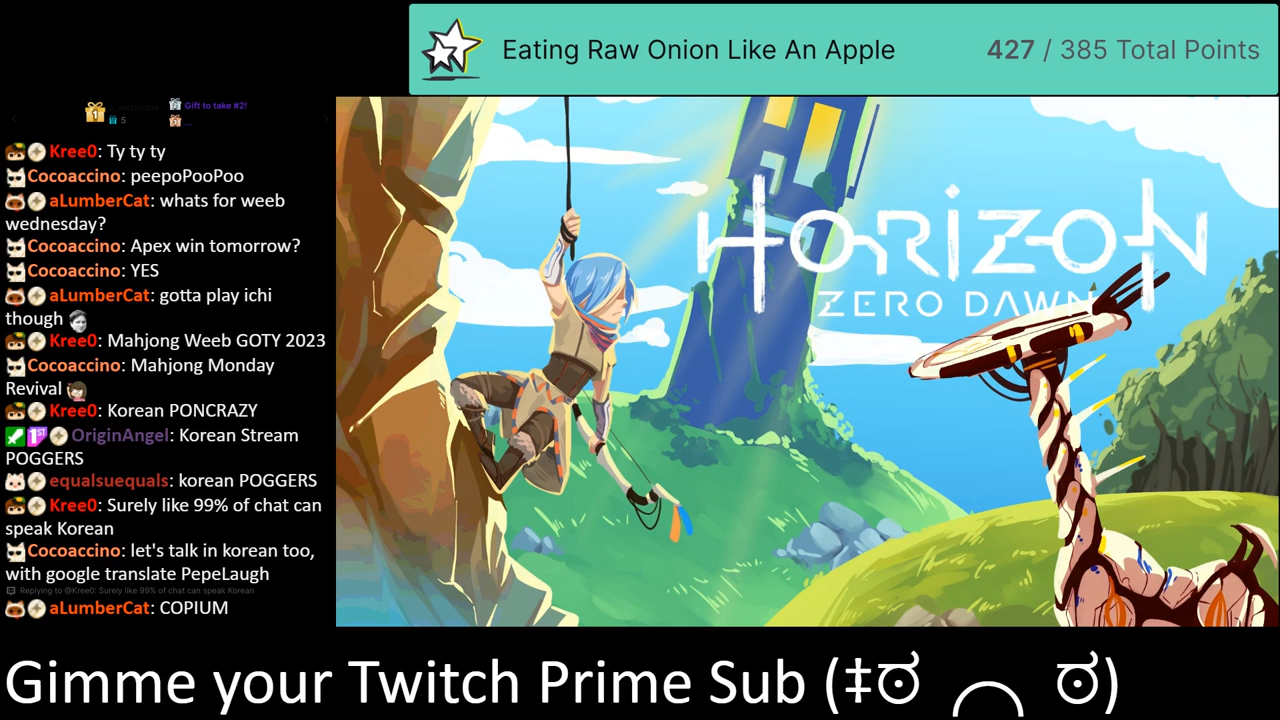 Eating Raw Onion Like An Apple 427 / 385 Total Points
1 5
Gift to take #2!
Kree0: Ty ty ty
Cocoaccino: peepoPooPoo
aLumberCat: whats for weeb
wednesday?
Cocoaccino: Apex win tomorrow?
Cocoaccino: YES
aLumberCat: gotta play ichi
though
Kree0: Mahjong Weeb GOTY 2023
Cocoaccino: Mahjong Monday
Revival
Kree0: Korean PONCRAZY
1ST OriginAngel: Korean Stream
POGGERS
equalsuequals: korean POGGERS
Kree0: Surely like 99% of chat can
speak Korean
Cocoaccino: let's talk in korean too,
with google translate PepeLaugh
Replying to @Kree0: Surely like 99% of chat can speak Korean
aLumberCat: COPIUM
HORIZON
ZERO DAWN
Gimme your Twitch Prime Sub (‡ಠ ╭╮ ಠ)